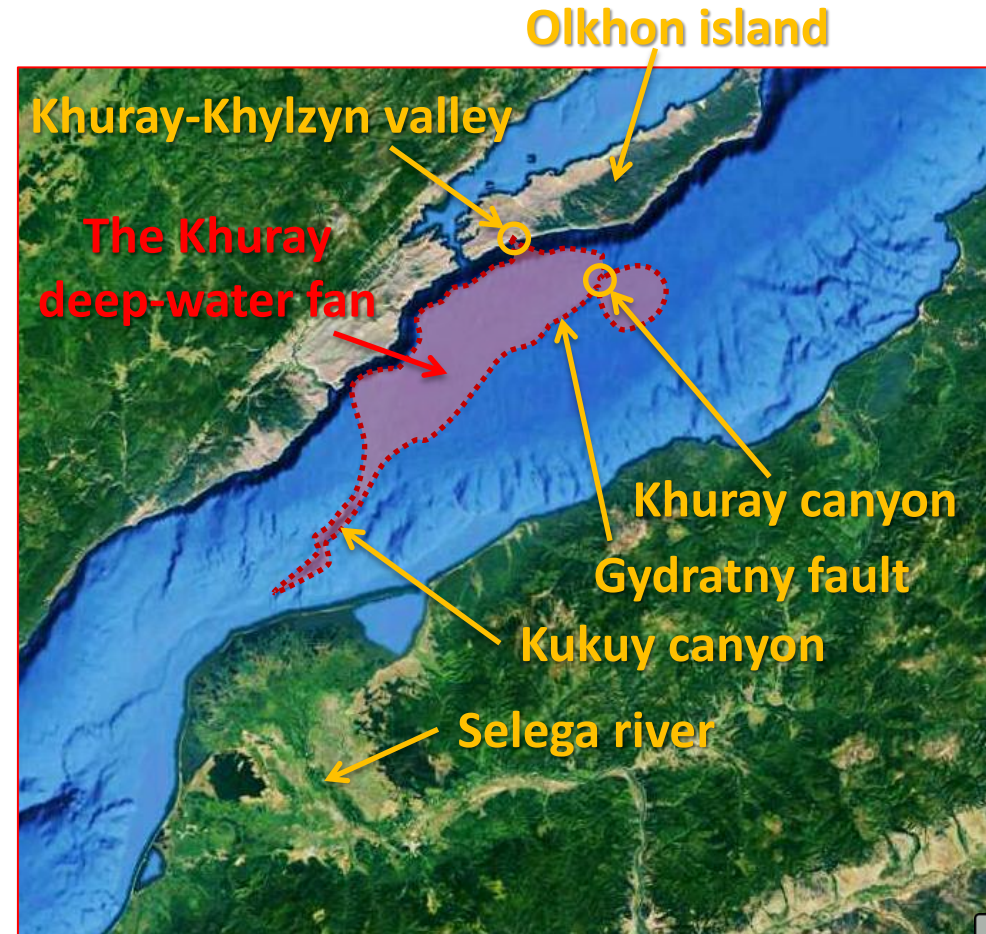 Olkhon island
Khuray-Khylzyn valley
The Khuray
deep-water fan
Khuray canyon
Gydratny fault
Kukuy canyon
Selega river